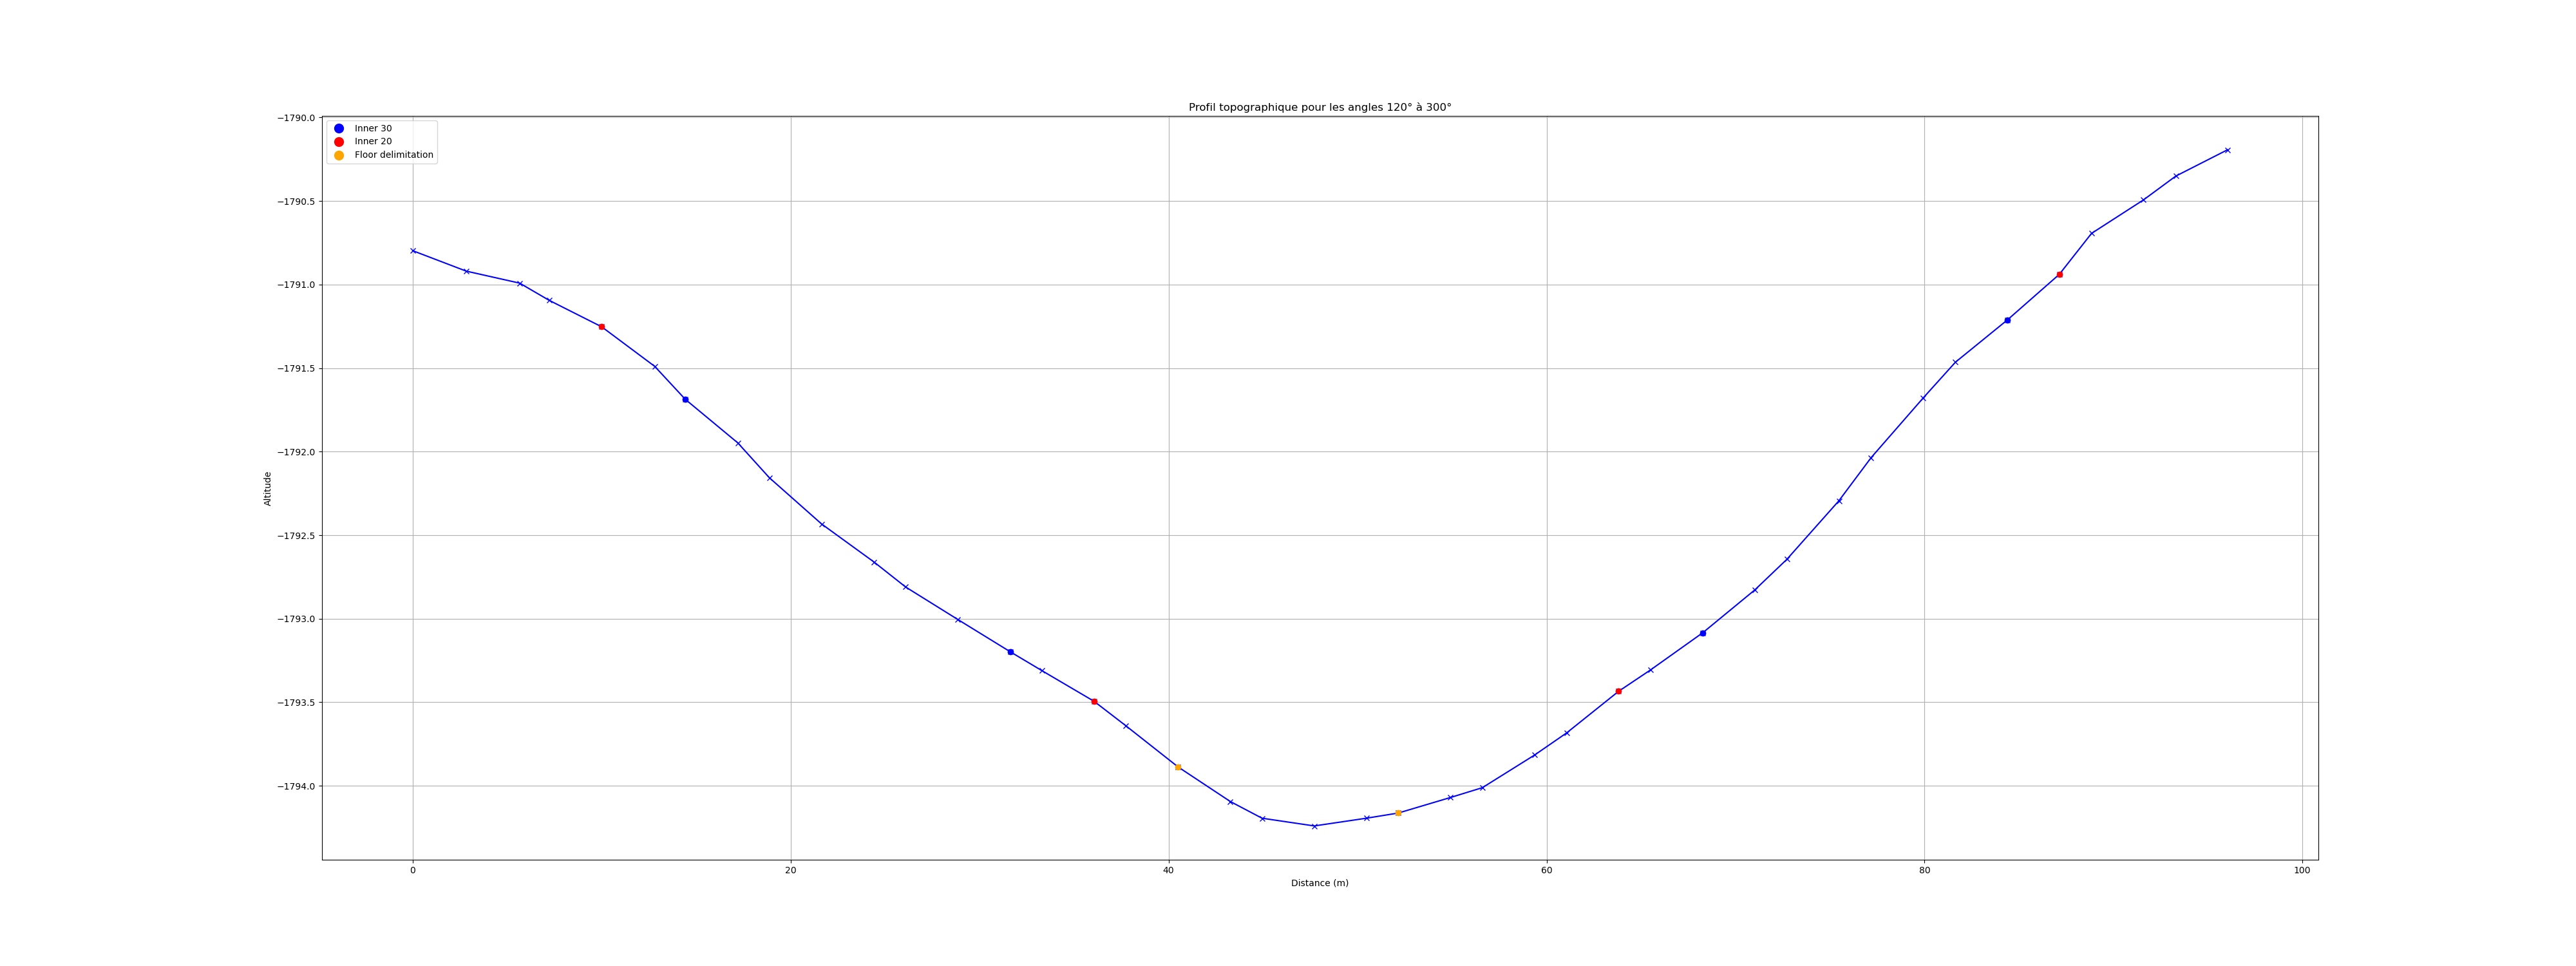 Profil topographique pour les angles 120° à 300°
Inner 30
Inner 20
Floor delimitation
−1790.0
−1790.5
−1791.0
−1791.5
−1792.0
−1792.5
−1793.0
−1793.5
−1794.0
Altitude
0 20 40 60 80 100
Distance (m)